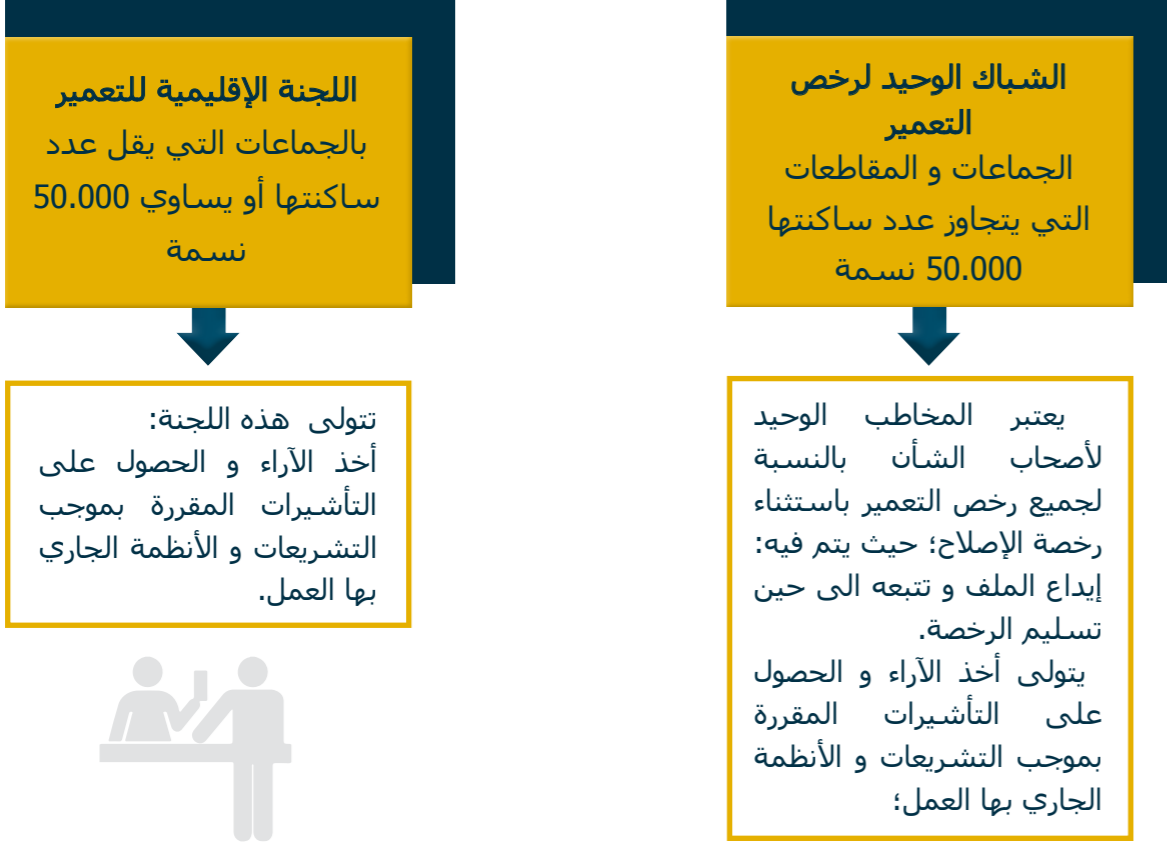 الشباك الوحيد لرخص
التعمير
الجماعات و المقاطعات
التي يتجاوز عدد ساكنتها
50.000 نسمة
يعتبر المخاطب الوحيد
لأصحاب الشأن بالنسبة
لجميع رخص التعمير باستثناء
رخصة الإصلاح؛ حيث يتم فيه:
إيداع الملف و تتبعه الى حين
تسليم الرخصة.
يتولى أخذ الآراء و الحصول
على التأشيرات المقررة
بموجب التشريعات و الأنظمة
الجاري بها العمل؛
اللجنة الإقليمية للتعمير
بالجماعات التي يقل عدد
ساكنتها أو يساوي 50.000
نسمة
تتولى هذه اللجنة:
أخذ الآراء و الحصول على
التأشيرات المقررة بموجب
التشريعات و الأنظمة الجاري
بها العمل.